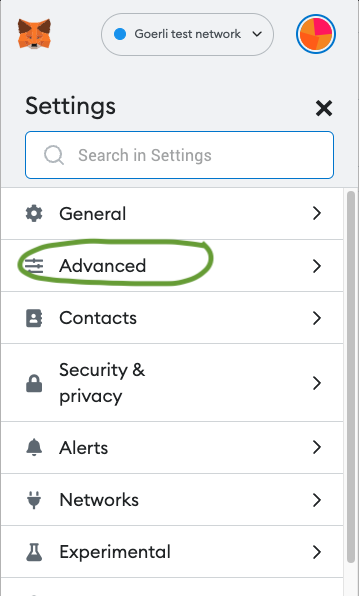 Goerli test network
Settings
Search in Settings
General
Advanced
Contacts
Security &
privacy
Alerts
Networks
Experimental